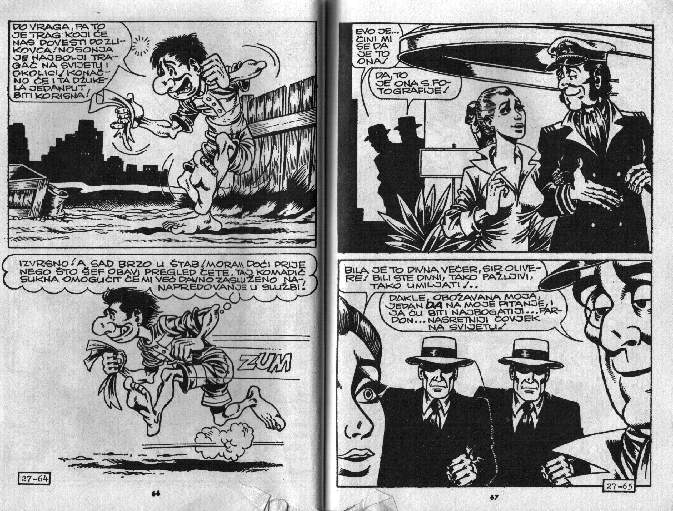 DO VRAGA, PA TO
JE TRAG KOJI ĆE
NAS DOVESTI DO ZLI-
KOVCA! NOSONJA
JE NAJBOLJI TRA-
GAČ NA SVIJETU I
OKOLICI! KONAČ-
NO ĆE I TA DŽUKE-
LA JEDANPUT
BITI KORISNA!
IZVRSNO! A SAD BRZO U ŠTAB! MORAM DOĆI PRIJE
NEGO ŠTO ŠEF OBAVI PREGLED ČETE. TAJ KOMADIĆ
SUKNA OMOGUĆIT ĆE MI VEĆ DAVNO ZASLUŽENO NA-
NAPREDOVANJE U SLUŽBI!
ZUM
27-64
66
EVO JE...
ČINI MI
SE DA
JE TO
ONA!
DA, TO
JE ONA S FO-
TOGRAFIJE!
BILA JE TO DIVNA VEČER, SIR OLIVE-
RE! BILI STE DIVNI, TAKO PAŽLJIVI,
TAKO UMILJATI!...
DAKLE, OBOŽAVANA MOJA,
JEDAN DA NA MOJE PITANJE, I
JA ĆU BITI NAJBOGATIJI... PAR-
DON... NAJSRETNIJI ČOVJEK
NA SVIJETU!
67
27-65